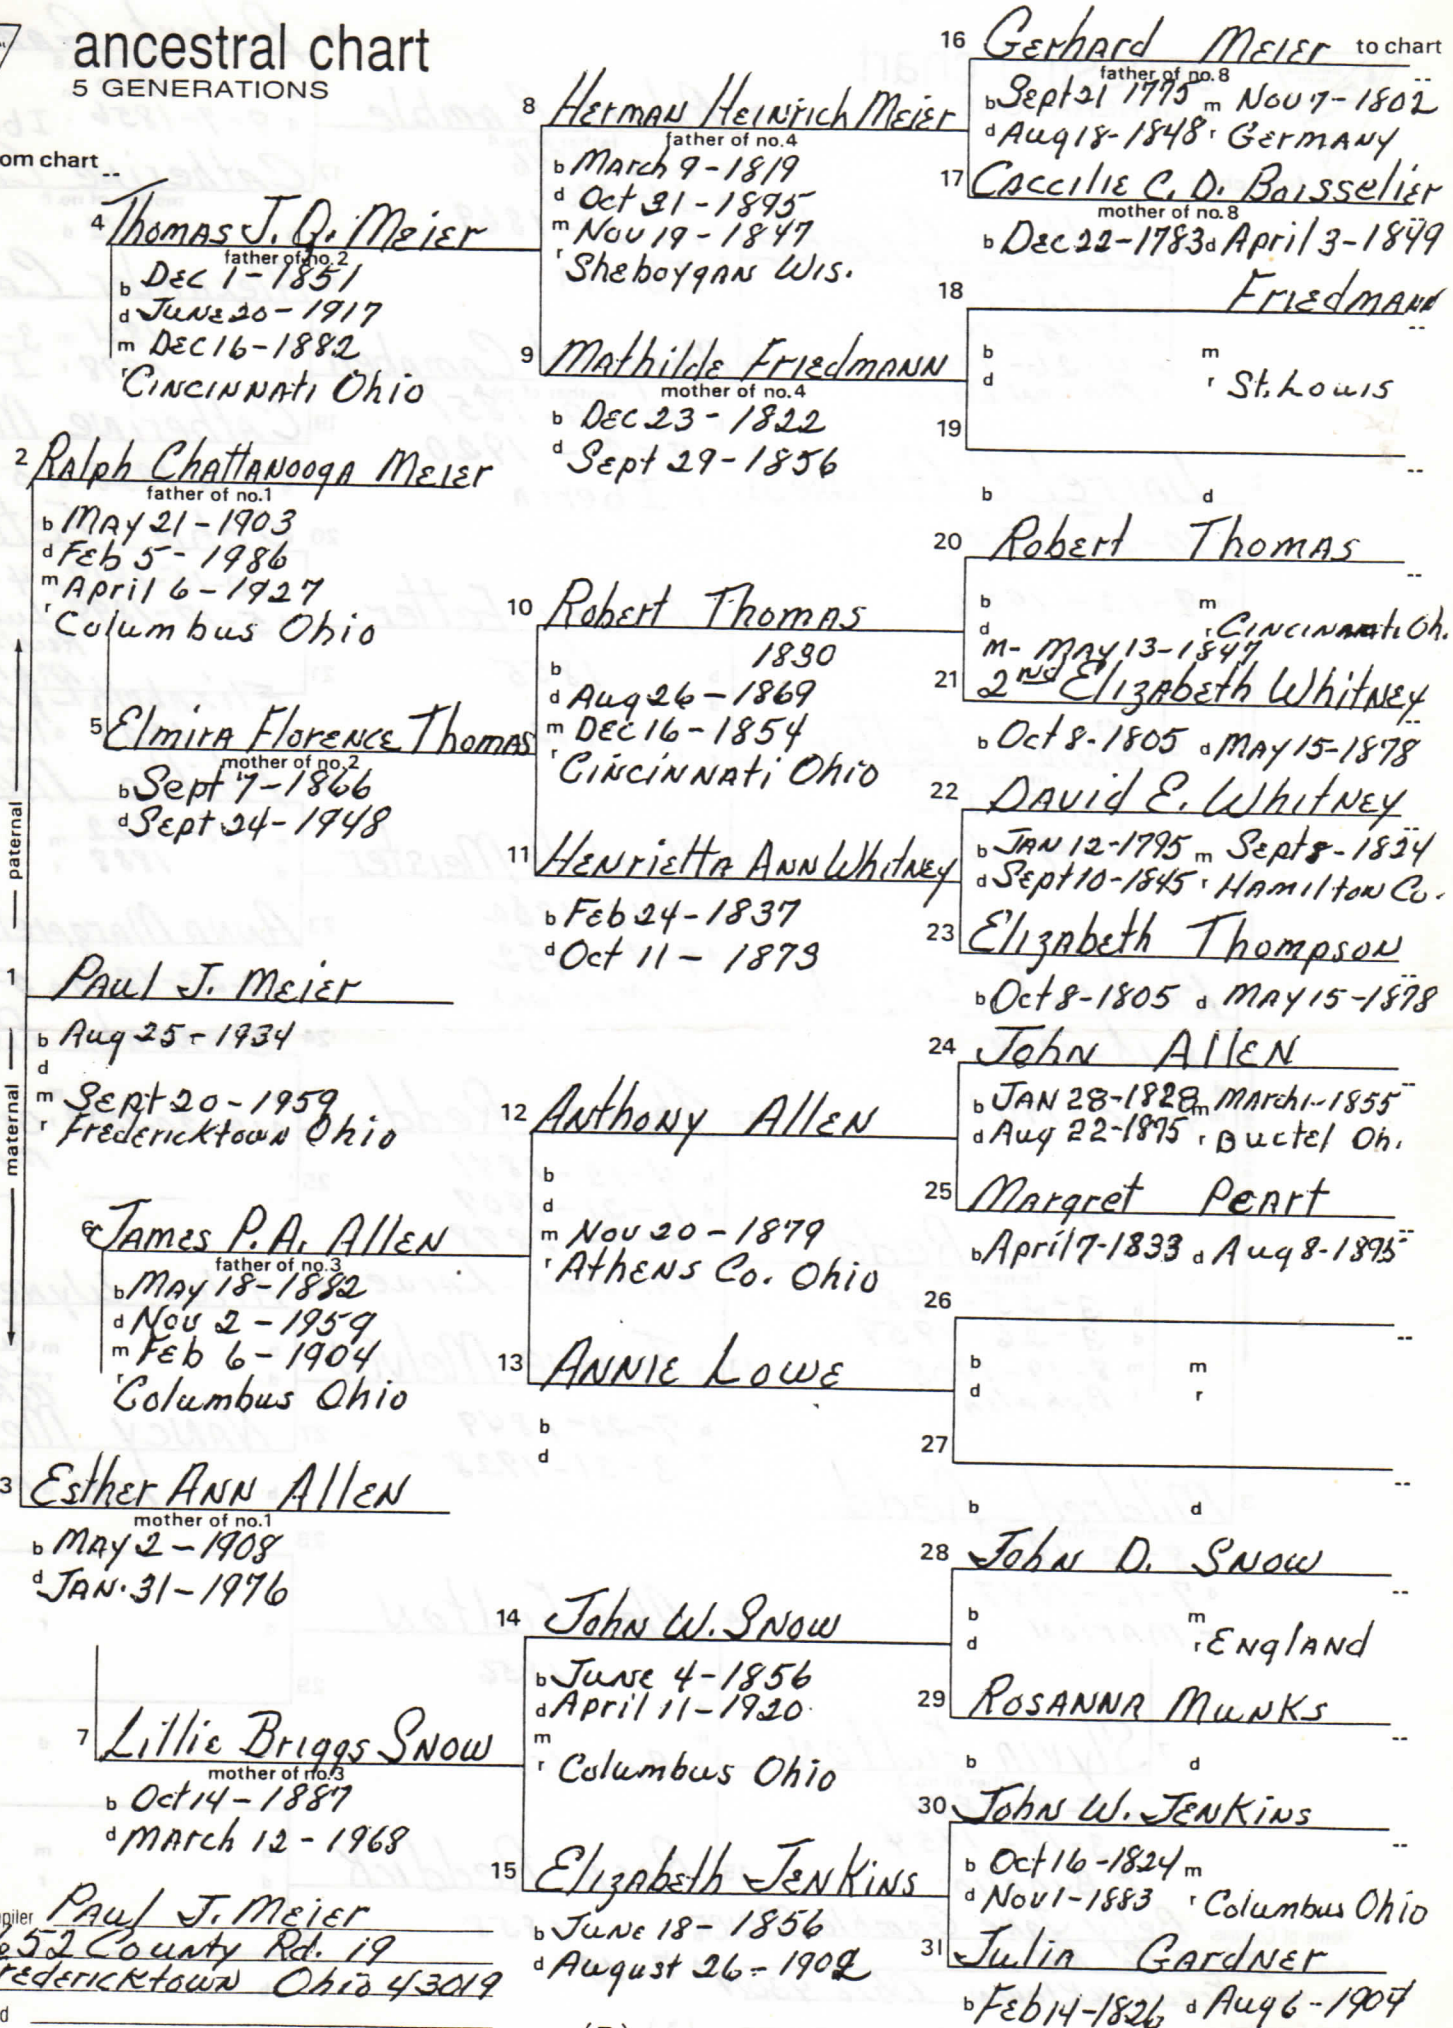 ancestral chart
5 GENERATIONS
om chart
--
1 Paul J. Meier
b Aug 25-1934
d
m Sept 20-1959
r Fredericktown Ohio
paternal
maternal
2 Ralph Chattanooga Meier
father of no.1
b May 21-1903
d Feb 5-1986
m April 6-1927
r Columbus Ohio
3 Esther Ann Allen
mother of no.1
b May 2-1908
d Jan. 31-1976
4 Thomas J. Q. Meier
father of no.2
b Dec 1-1851
d June 20-1917
m Dec 16-1882
r Cincinnati Ohio
5 Elmira Florence Thomas
mother of no.2
b Sept 7-1866
d Sept 24-1948
6 James P. A. Allen
father of no.3
b May 18-1882
d Nov 2-1959
m Feb 6-1904
r Columbus Ohio
7 Lillie Briggs Snow
mother of no.3
b Oct 14-1887
d March 12-1968
8 Herman Heinrich Meier
father of no.4
b March 9-1819
d Oct 31-1895
m Nov 19-1847
r Sheboygan Wis.
9 Mathilde Friedmann
mother of no.4
b Dec 23-1822
d Sept 29-1856
10 Robert Thomas
b 1830
d Aug 26-1869
m Dec 16-1854
r Cincinnati Ohio
11 Henrietta Ann Whitney
b Feb 24-1837
d Oct 11-1873
12 Anthony Allen
b
d
m Nov 20-1879
r Athens Co. Ohio
13 Annie Lowe
b
d
14 John W. Snow
b June 4-1856
d April 11-1920
m
r Columbus Ohio
15 Elizabeth Jenkins
b June 18-1856
d August 26-1902
16 Gerhard Meier to chart
father of no.8 --
b Sept 21 1775 m Nov 7-1802
d Aug 18-1848 r Germany
17 Caccilie C. D. Boisselier
mother of no.8 --
b Dec 22-1783 d April 3-1849
18 Friedmann
--
b m
d r St. Louis
19
--
b d
20 Robert Thomas
--
b m
d r Cincinnati Oh.
m- May 13-1847
21 2nd Elizabeth Whitney
--
b Oct 8-1805 d May 15-1878
22 David E. Whitney
--
b Jan 12-1795 m Sept 8-1824
d Sept 10-1845 r Hamilton Co.
23 Elizabeth Thompson
--
b Oct 8-1805 d May 15-1878
24 John Allen
--
b Jan 28-1828 m March 1-1855
d Aug 22-1895 r Buctel Oh.
25 Margret Peart
--
b April 7-1833 d Aug 8-1895
26
--
b m
d r
27
--
b d
28 John D. Snow
--
b m
d r England
29 Rosanna Munks
--
b d
30 John W. Jenkins
--
b Oct 16-1824 m
d Nov 1-1883 r Columbus Ohio
31 Julia Gardner
b Feb 14-1826 d Aug 6-1904
piler Paul J. Meier
652 County Rd. 19
redericktown Ohio 43019